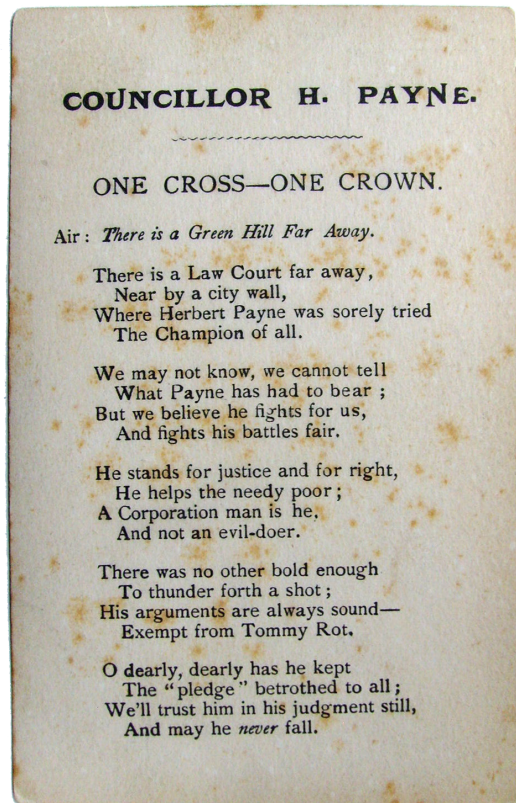 COUNCILLOR H. PAYNE.
ONE CROSS—ONE CROWN.
Air: There is a Green Hill Far Away.
There is a Law Court far away,
Near by a city wall,
Where Herbert Payne was sorely tried
The Champion of all.
We may not know, we cannot tell
What Payne has had to bear;
But we believe he fights for us,
And fights his battles fair.
He stands for justice and for right,
He helps the needy poor;
A Corporation man is he,
And not an evil-doer.
There was no other bold enough
To thunder forth a shot;
His arguments are always sound—
Exempt from Tommy Rot.
O dearly, dearly has he kept
The "pledge" betrothed to all;
We'll trust him in his judgment still,
And may he never fall.